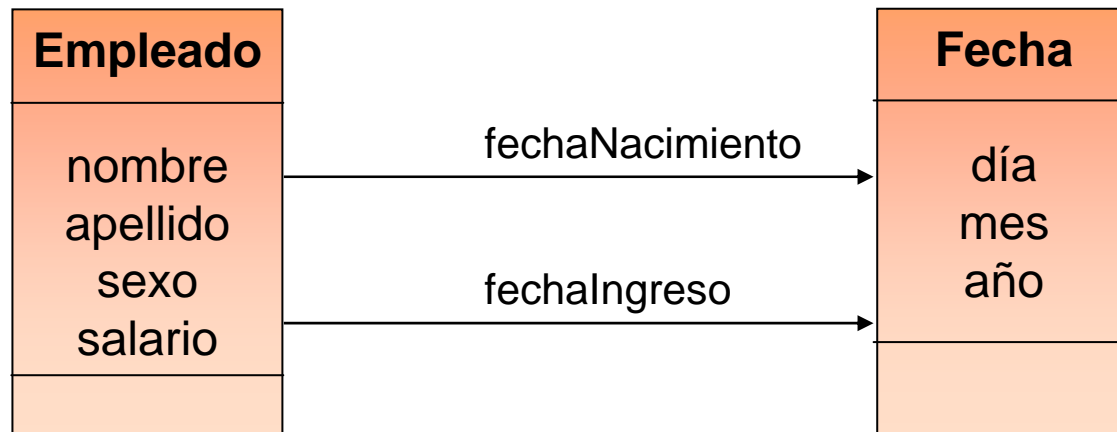 Empleado
nombre
apellido
sexo
salario
fechaNacimiento
fechaIngreso
Fecha
día
mes
año